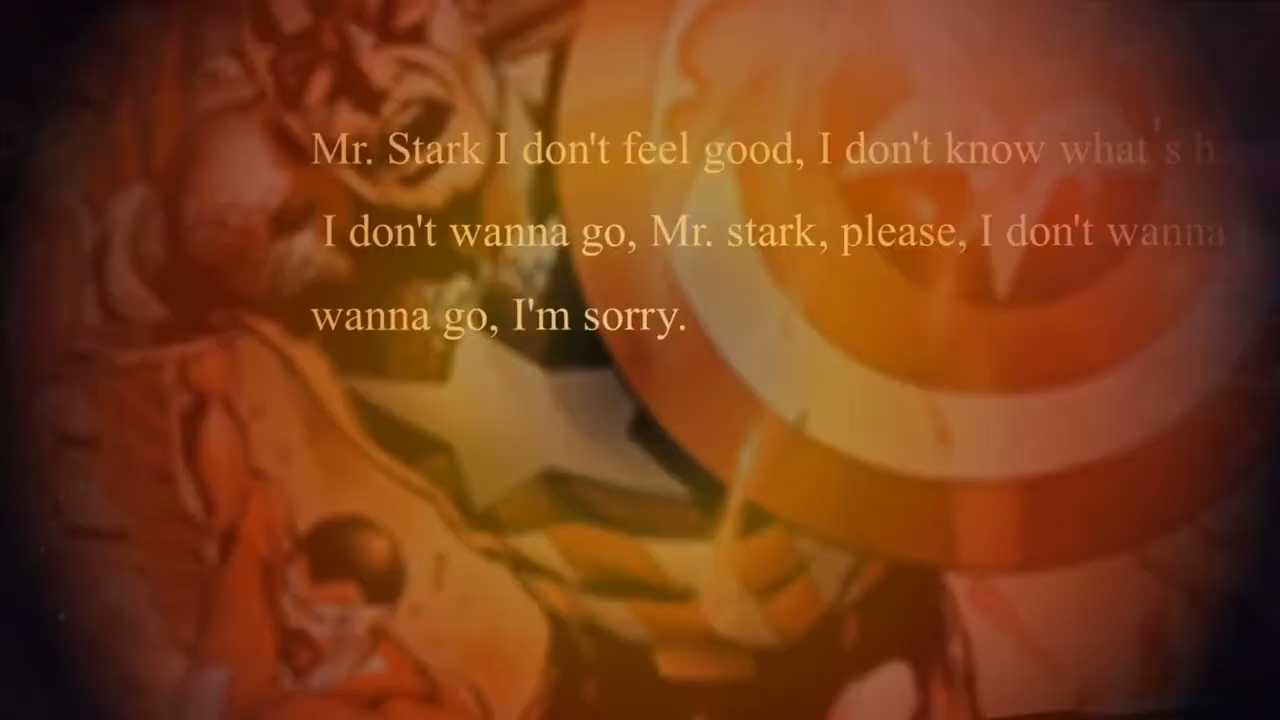 Mr. Stark I don't feel good, I don't know what's
I don't wanna go, Mr. stark, please, I don't wanna
wanna go, I'm sorry.